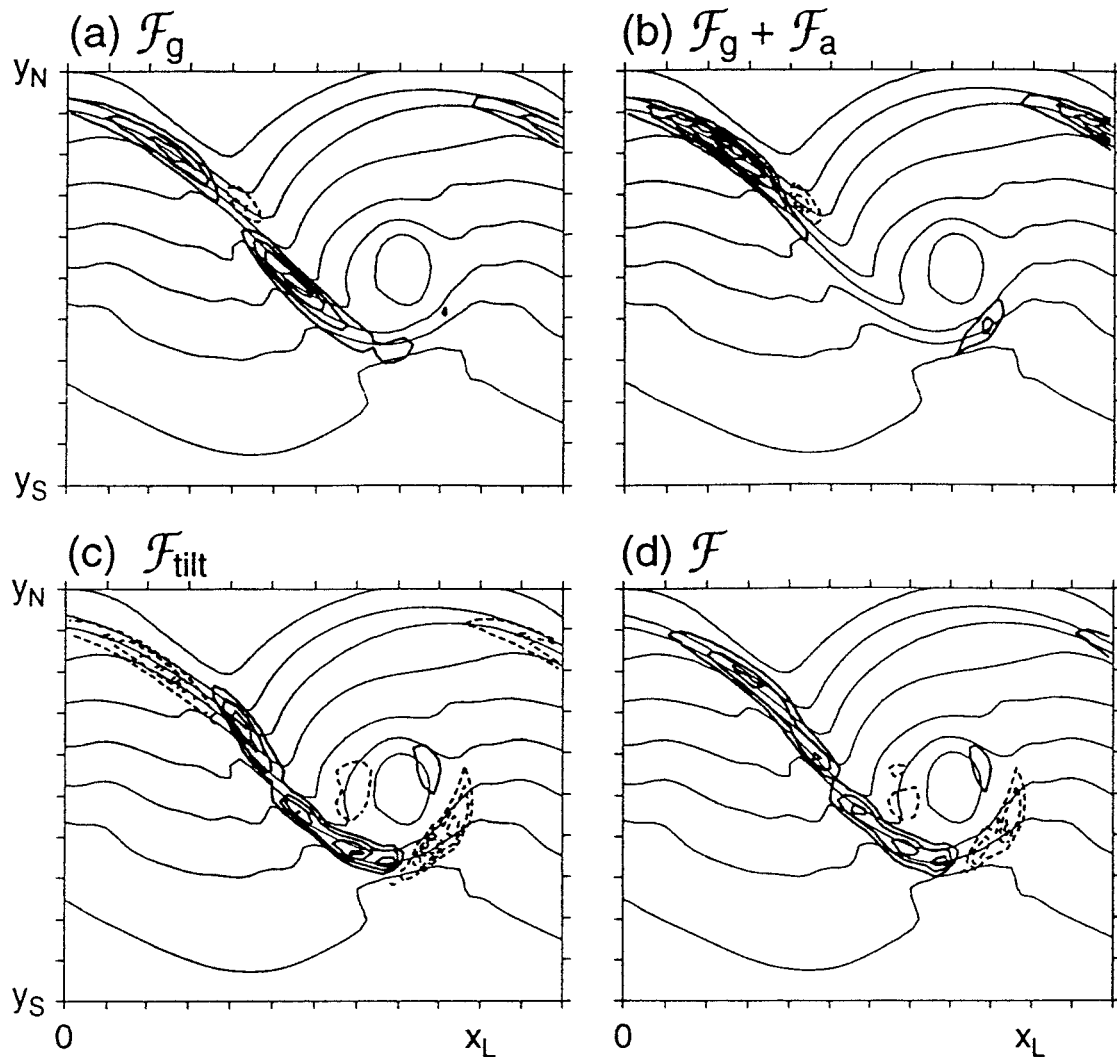 (a) ℱg
(b) ℱg + ℱa
yN
yS
(c) ℱtilt
(d) ℱ
yN
yS
0
xL
0
xL